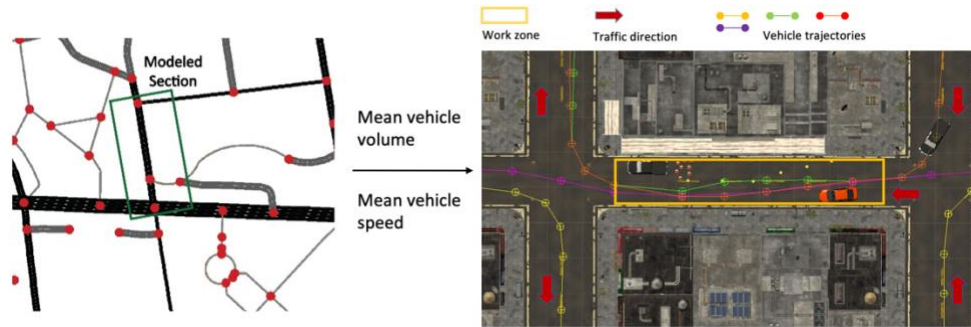 Modeled
Section
Mean vehicle
volume
Mean vehicle
speed
Work zone
Traffic direction
Vehicle trajectories